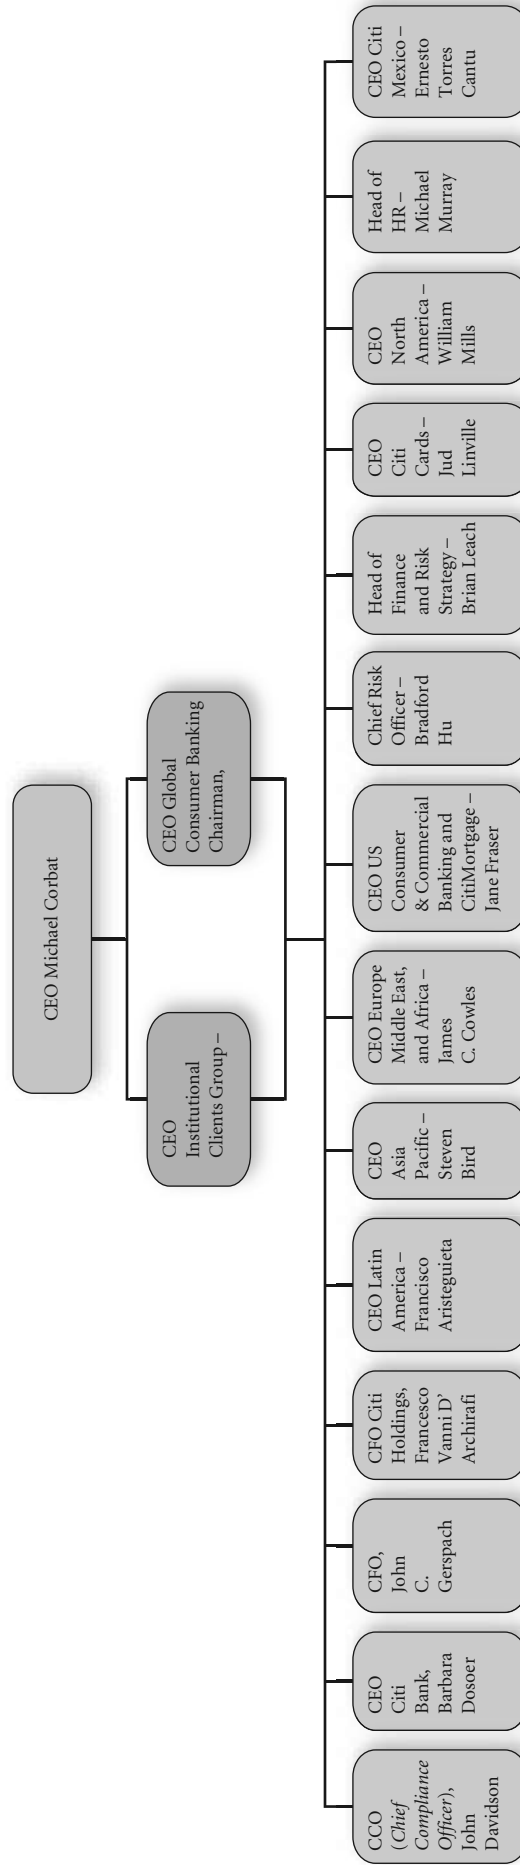 CEO Michael Corbat
CEO
Institutional
Clients Group –
CEO Global
Consumer Banking
Chairman,
CCO
(Chief
Compliance
Officer),
John
Davidson
CEO
Citi
Bank,
Barbara
Dosoer
CFO,
John
C.
Gerspach
CFO Citi
Holdings,
Francesco
Vanni D’
Archirafi
CEO Latin
America –
Francisco
Aristeguieta
CEO
Asia
Pacific –
Steven
Bird
CEO Europe
Middle East,
and Africa –
James
C. Cowles
CEO US
Consumer
& Commercial
Banking and
CitiMortgage –
Jane Fraser
Chief Risk
Officer –
Bradford
Hu
Head of
Finance
and Risk
Strategy –
Brian Leach
CEO
Citi
Cards –
Jud
Linville
CEO
North
America –
William
Mills
Head of
HR –
Michael
Murray
CEO Citi
Mexico –
Ernesto
Torres
Cantu